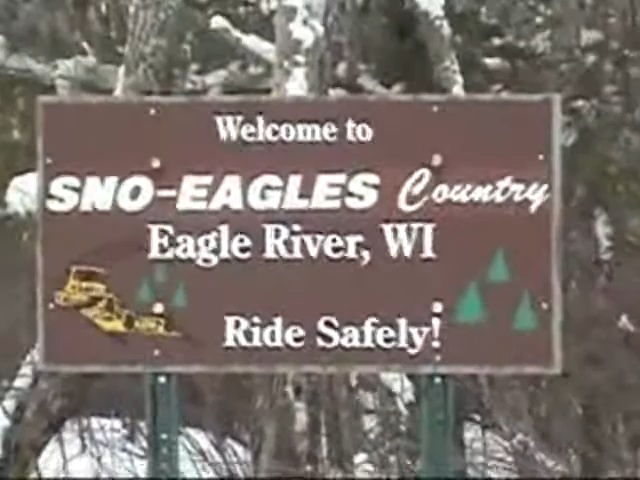 Welcome to
SNO-EAGLES Country
Eagle River, WI
Ride Safely!